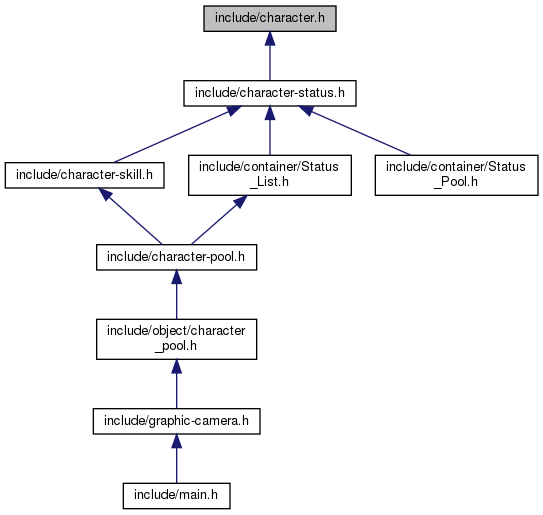 include/character.h
include/character-status.h
include/character-skill.h
include/container/Status
_List.h
include/container/Status
_Pool.h
include/character-pool.h
include/object/character
_pool.h
include/graphic-camera.h
include/main.h